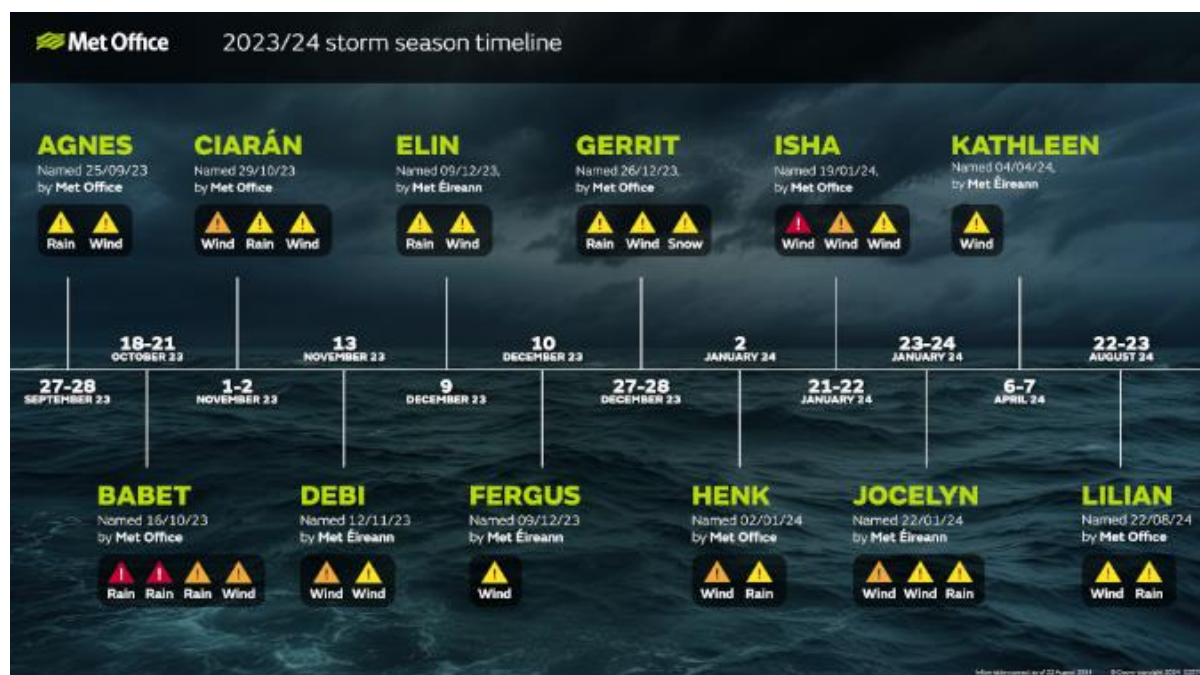 Met Office
2023/24 storm season timeline
AGNES
Named 25/09/23
by Met Office
Rain Wind
CIARÁN
Named 29/10/23
by Met Office
Wind Rain Wind
ELIN
Named 09/12/23,
by Met Éireann
Rain Wind
GERRIT
Named 26/12/23,
by Met Office
Rain Wind Snow
ISHA
Named 19/01/24,
by Met Office
Wind Wind Wind
KATHLEEN
Named 04/04/24,
by Met Éireann
Wind
18-21
OCTOBER 23
13
NOVEMBER 23
10
DECEMBER 23
2
JANUARY 24
23-24
JANUARY 24
22-23
AUGUST 24
27-28
SEPTEMBER 23
1-2
NOVEMBER 23
9
DECEMBER 23
27-28
DECEMBER 23
21-22
JANUARY 24
6-7
APRIL 24
BABET
Named 16/10/23
by Met Office
Rain Rain Rain Wind
DEBI
Named 12/11/23
by Met Éireann
Wind Wind
FERGUS
Named 09/12/23
by Met Éireann
Wind
HENK
Named 02/01/24
by Met Office
Wind Rain
JOCELYN
Named 22/01/24
by Met Éireann
Wind Wind Rain
LILIAN
Named 22/08/24
by Met Office
Wind Rain